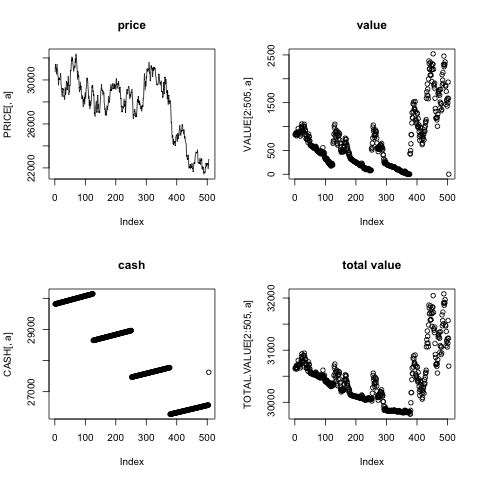 price
PRICE[, a]
22000 26000 30000
0 100 200 300 400 500
Index
value
VALUE[2:505, a]
0 500 1500 2500
0 100 200 300 400 500
Index
cash
CASH[, a]
27000 29000
0 100 200 300 400 500
Index
total value
TOTAL.VALUE[2:505, a]
30000 31000 32000
0 100 200 300 400 500
Index